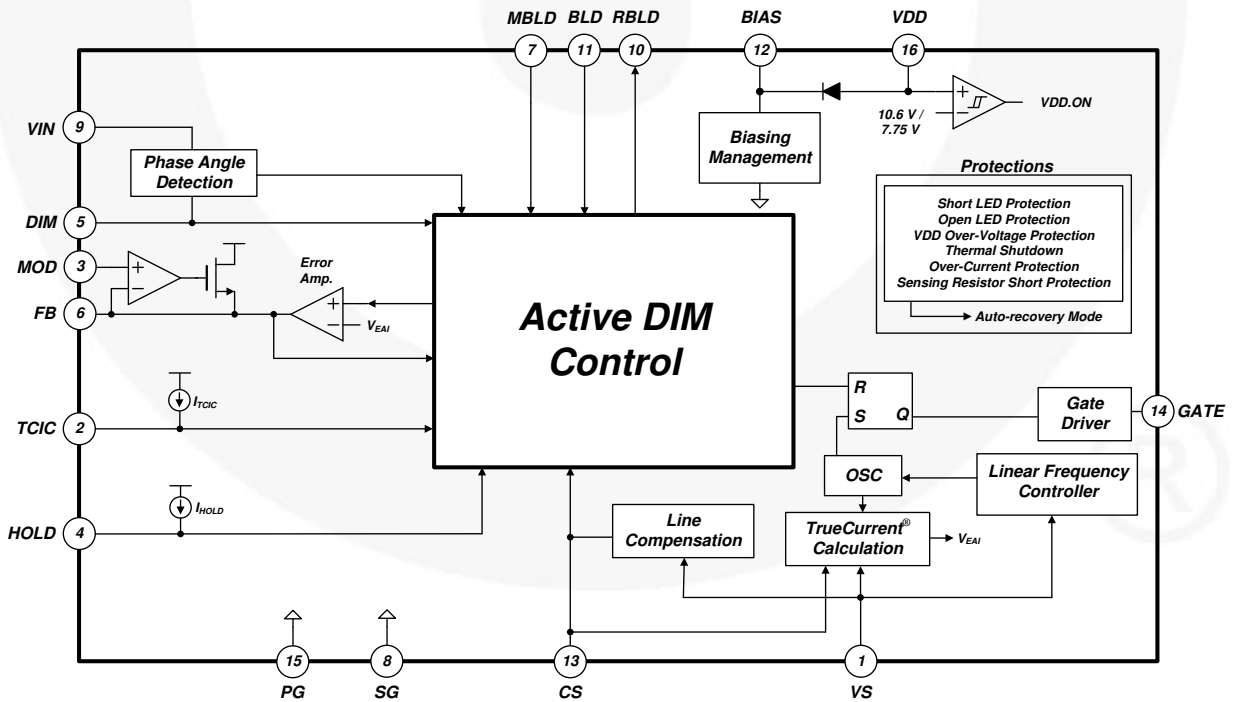 MBLD BLD RBLD BIAS VDD
7 11 10 12 16
VIN 9
Phase Angle
Detection
DIM 5
MOD 3
FB 6
+
−
Error
Amp.
+
−
VEAI
TCIC 2
ITCIC
HOLD 4
IHOLD
Active DIM
Control
Biasing
Management
10.6 V /
7.75 V
+
−
VDD.ON
Protections
Short LED Protection
Open LED Protection
VDD Over-Voltage Protection
Thermal Shutdown
Over-Current Protection
Sensing Resistor Short Protection
Auto-recovery Mode
R
S Q
Gate
Driver
14 GATE
OSC
Linear Frequency
Controller
Line
Compensation
TrueCurrent®
Calculation
VEAI
15 8 13 1
PG SG CS VS
®